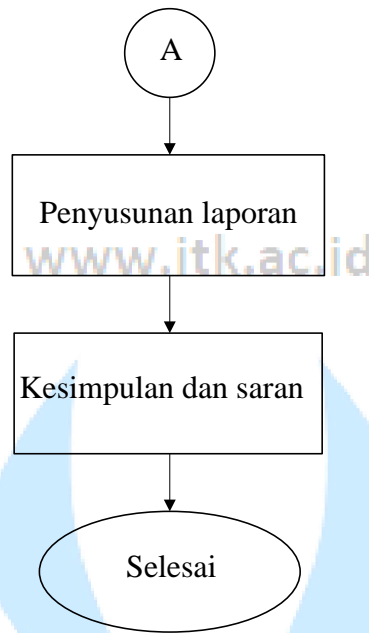 A
Penyusunan laporan
www.itk.ac.id
Kesimpulan dan saran
Selesai